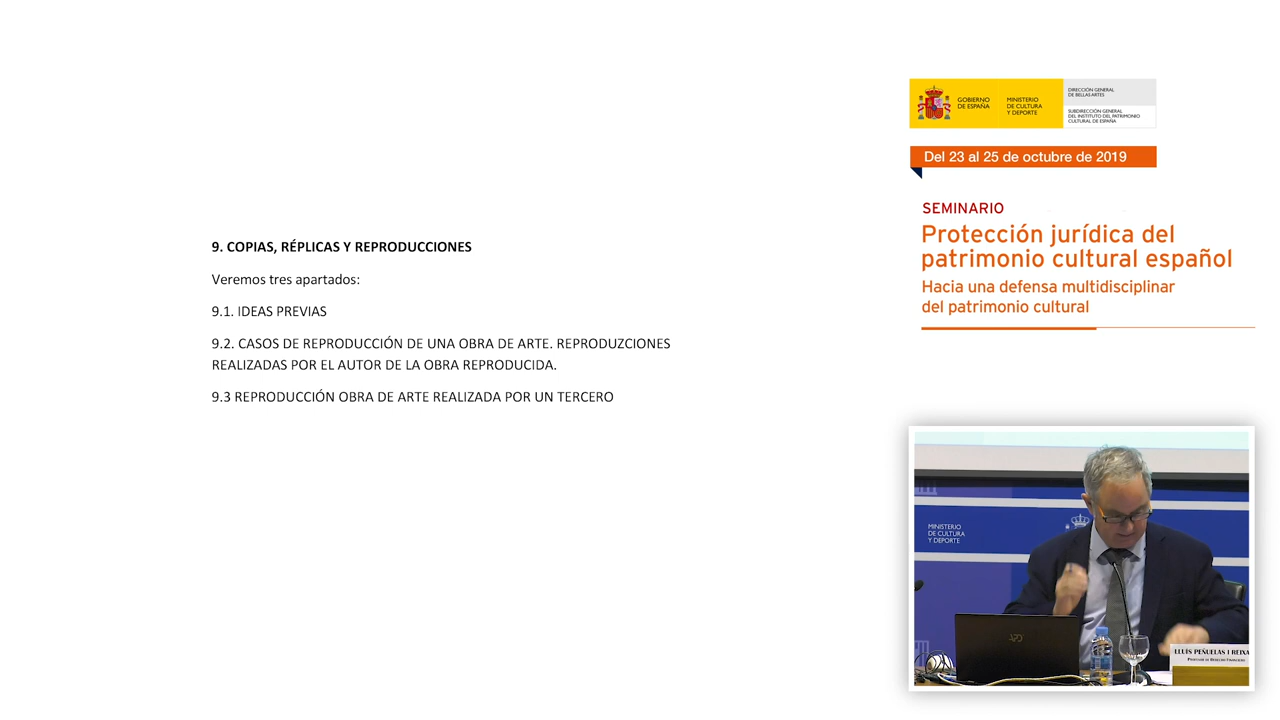 9. COPIAS, RÉPLICAS Y REPRODUCCIONES
Veremos tres apartados:
9.1. IDEAS PREVIAS
9.2. CASOS DE REPRODUCCIÓN DE UNA OBRA DE ARTE. REPRODUZCIONES
REALIZADAS POR EL AUTOR DE LA OBRA REPRODUCIDA.
9.3 REPRODUCCIÓN OBRA DE ARTE REALIZADA POR UN TERCERO
GOBIERNO
DE ESPAÑA
MINISTERIO
DE CULTURA
Y DEPORTE
DIRECCIÓN GENERAL
DE BELLAS ARTES
SUBDIRECCIÓN GENERAL
DEL INSTITUTO DEL PATRIMONIO
CULTURAL DE ESPAÑA
Del 23 al 25 de octubre de 2019
SEMINARIO
Protección jurídica del
patrimonio cultural español
Hacia una defensa multidisciplinar
del patrimonio cultural
MINISTERIO
DE CULTURA
Y DEPORTE
LLUÍS PEÑUELAS I REIXA
PROFESOR DE DERECHO FINANCIERO